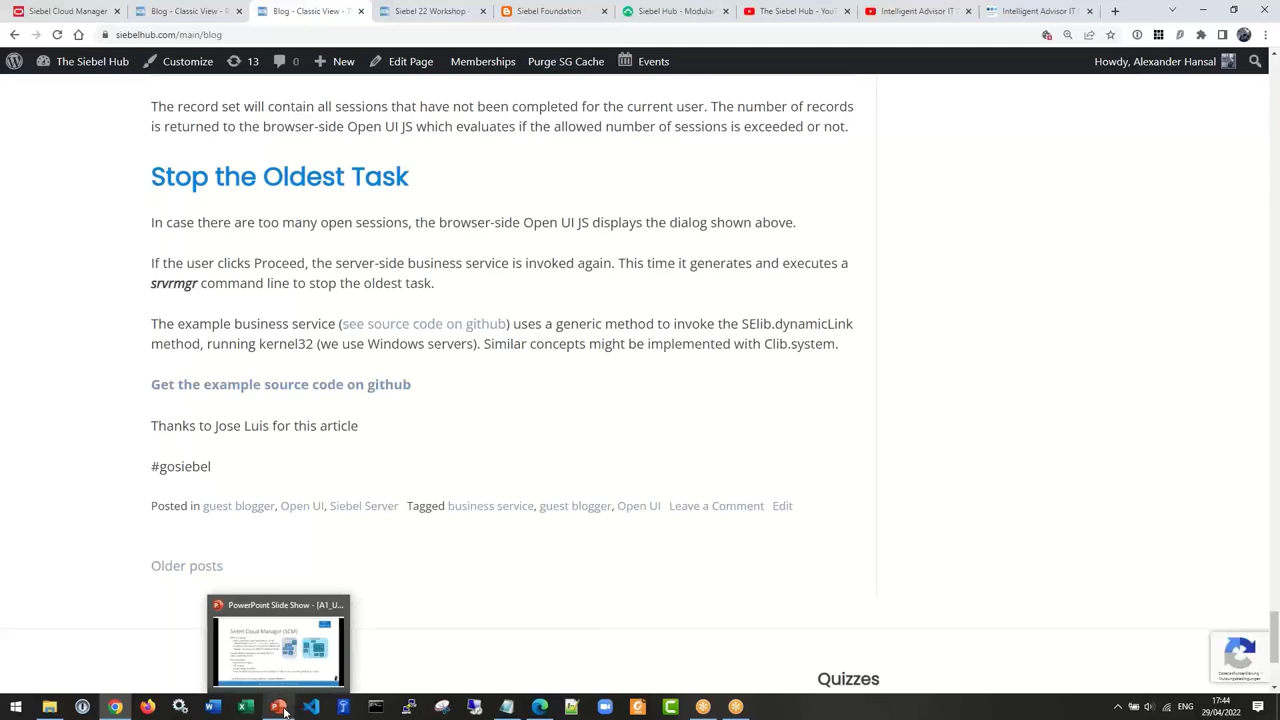 Siebel Cloud Manager
Blog - Classic View - T
Blog - Classic View - T
Siebel 22 Workshop -
Siebel Foundation
Siebel Hub - Modular
The Siebel Hub - YouT
Intelligent Advisor IT C
Intelligent Advisor IT
siebelhub.com/main/blog
The Siebel Hub
Customize
13
0
New
Edit Page
Memberships
Purge SG Cache
Events
Howdy, Alexander Hansal
The record set will contain all sessions that have not been completed for the current user. The number of records
is returned to the browser-side Open UI JS which evaluates if the allowed number of sessions is exceeded or not.
Stop the Oldest Task
In case there are too many open sessions, the browser-side Open UI JS displays the dialog shown above.
If the user clicks Proceed, the server-side business service is invoked again. This time it generates and executes a
srvrmgr command line to stop the oldest task.
The example business service (see source code on github) uses a generic method to invoke the SElib.dynamicLink
method, running kernel32 (we use Windows servers). Similar concepts might be implemented with Clib.system.
Get the example source code on github
Thanks to Jose Luis for this article
#gosiebel
Posted in guest blogger, Open UI, Siebel Server Tagged business service, guest blogger, Open UI Leave a Comment Edit
Older posts
PowerPoint Slide Show - [A1_U...
Siebel Cloud Manager (SCM)
Quizzes
Datenschutzerklärung -
Nutzungsbedingungen
ENG
17:44
29/04/2022